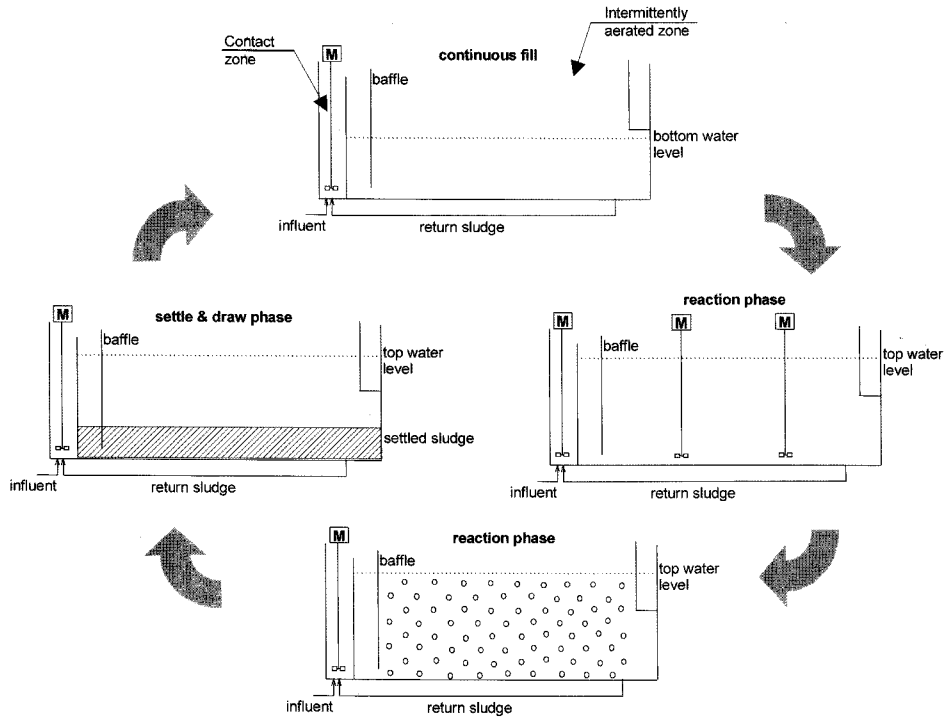 Intermittently
aerated zone
Contact
zone
M
continuous fill
baffle
bottom water
level
influent
return sludge
reaction phase
M
M
M
baffle
top water
level
influent
return sludge
M
settle & draw phase
baffle
top water
level
settled sludge
influent
return sludge
M
reaction phase
baffle
top water
level
influent
return sludge